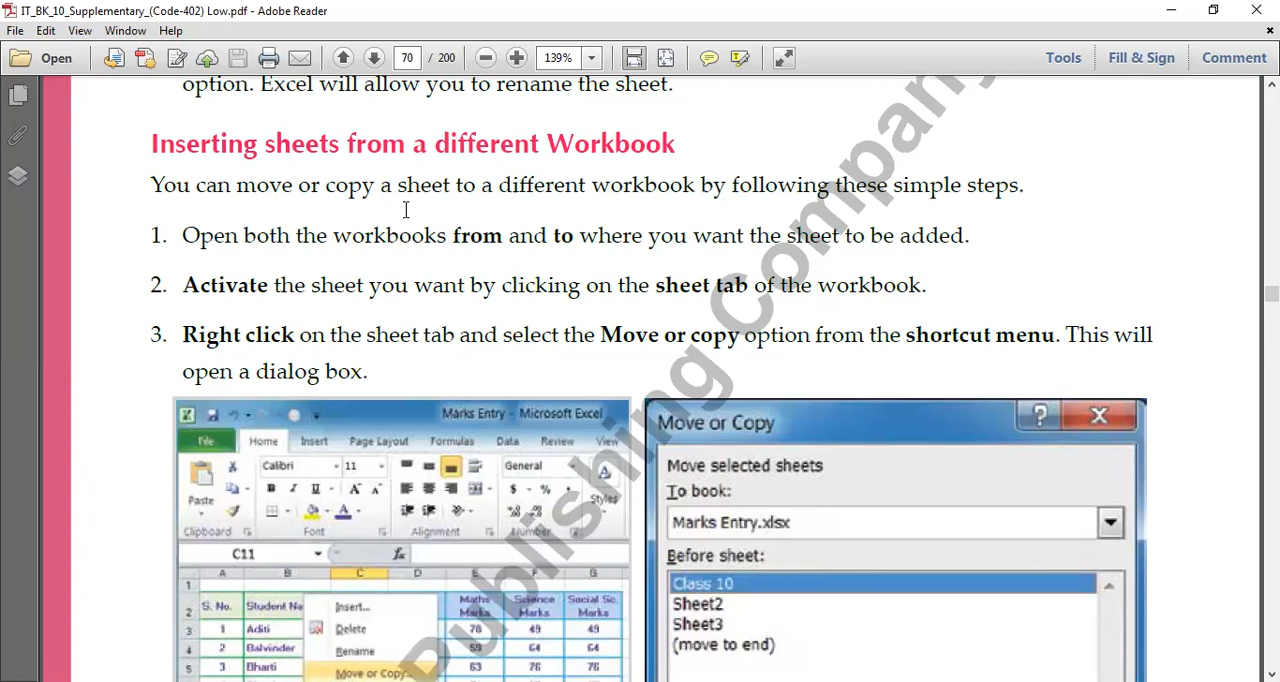 IT_BK_10_Supplementary_(Code-402) Low.pdf - Adobe Reader
File Edit View Window Help
Open 70 / 200 139% Tools Fill & Sign Comment
option. Excel will allow you to rename the sheet.
Inserting sheets from a different Workbook
You can move or copy a sheet to a different workbook by following these simple steps.
1. Open both the workbooks from and to where you want the sheet to be added.
2. Activate the sheet you want by clicking on the sheet tab of the workbook.
3. Right click on the sheet tab and select the Move or copy option from the shortcut menu. This will
open a dialog box.
Marks Entry - Microsoft Excel
File Home Insert Page Layout Formulas Data Review View
Calibri 11 General
Paste B I U A A $ % Styles
Clipboard Font Alignment Number
C11 fx
A B C D E F G
1
2 S. No. Student Na Maths Marks Science Marks Social Sc. Marks
3 1 Aditi 78 49 49
4 2 Balvinder 59 64 64
5 3 Bharti 63 76 76
Insert...
Delete
Rename
Move or Copy...
Move or Copy
Move selected sheets
To book:
Marks Entry.xlsx
Before sheet:
Class 10
Sheet2
Sheet3
(move to end)
Publishing Company